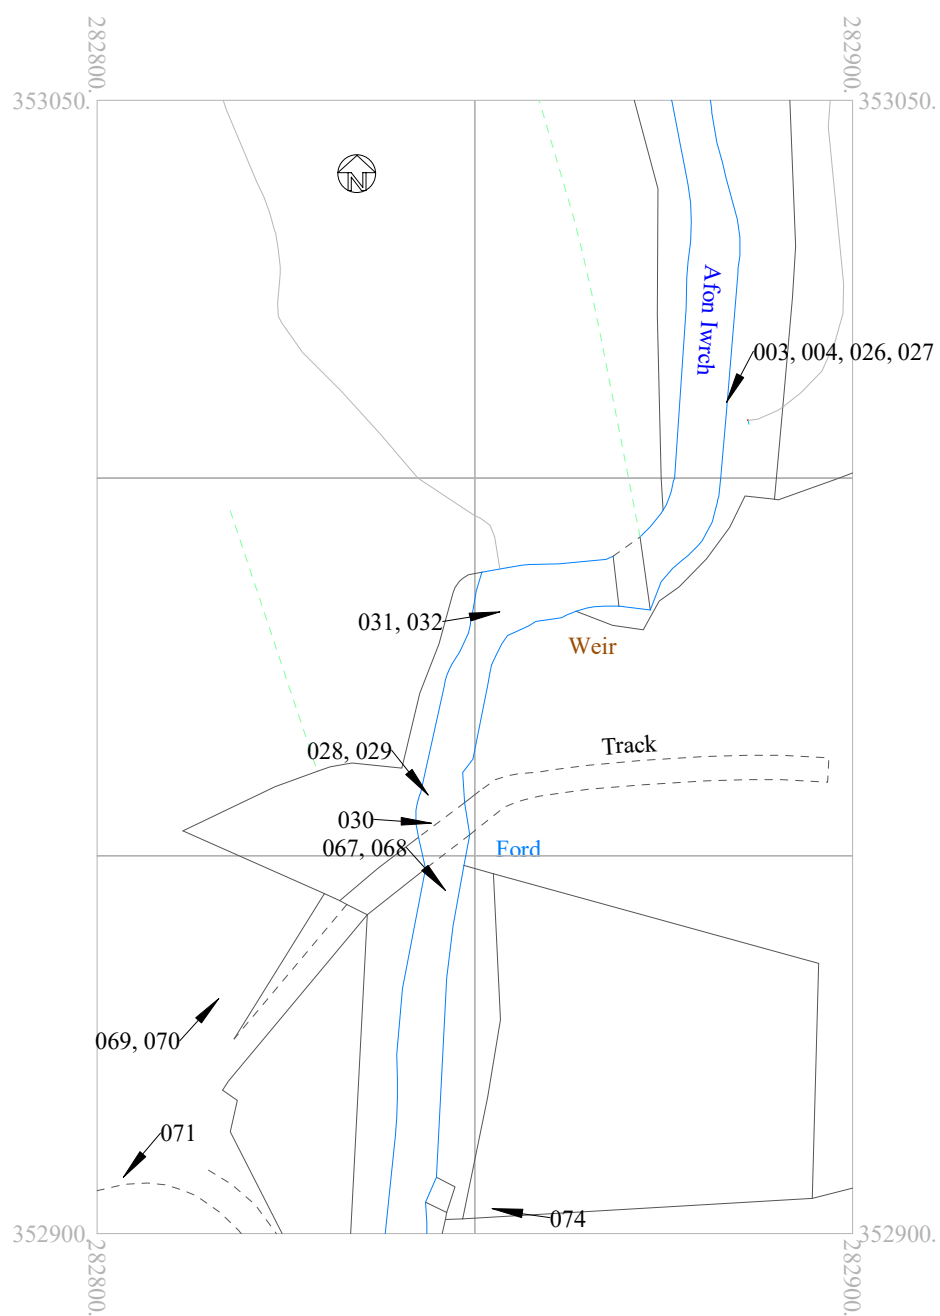 282800.
282900.
353050.
353050.
N
Afon Iwrch
003, 004, 026, 027
031, 032
Weir
028, 029
Track
030
067, 068
Ford
069, 070
071
074
352900.
352900.
282800.
282900.